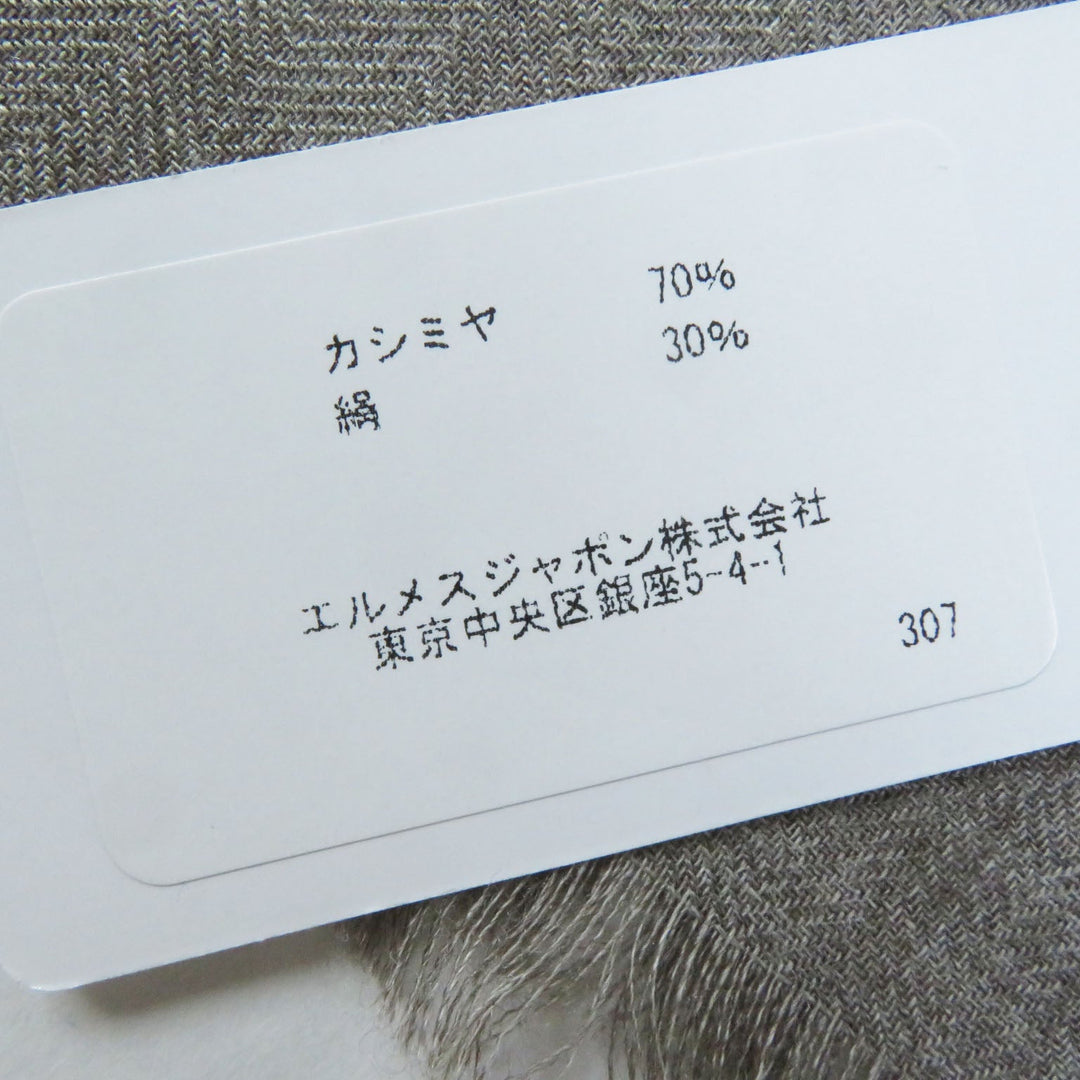 カシミヤ 70%
絹 30%
エルメスジャポン株式会社
東京中央区銀座5-4-1
307